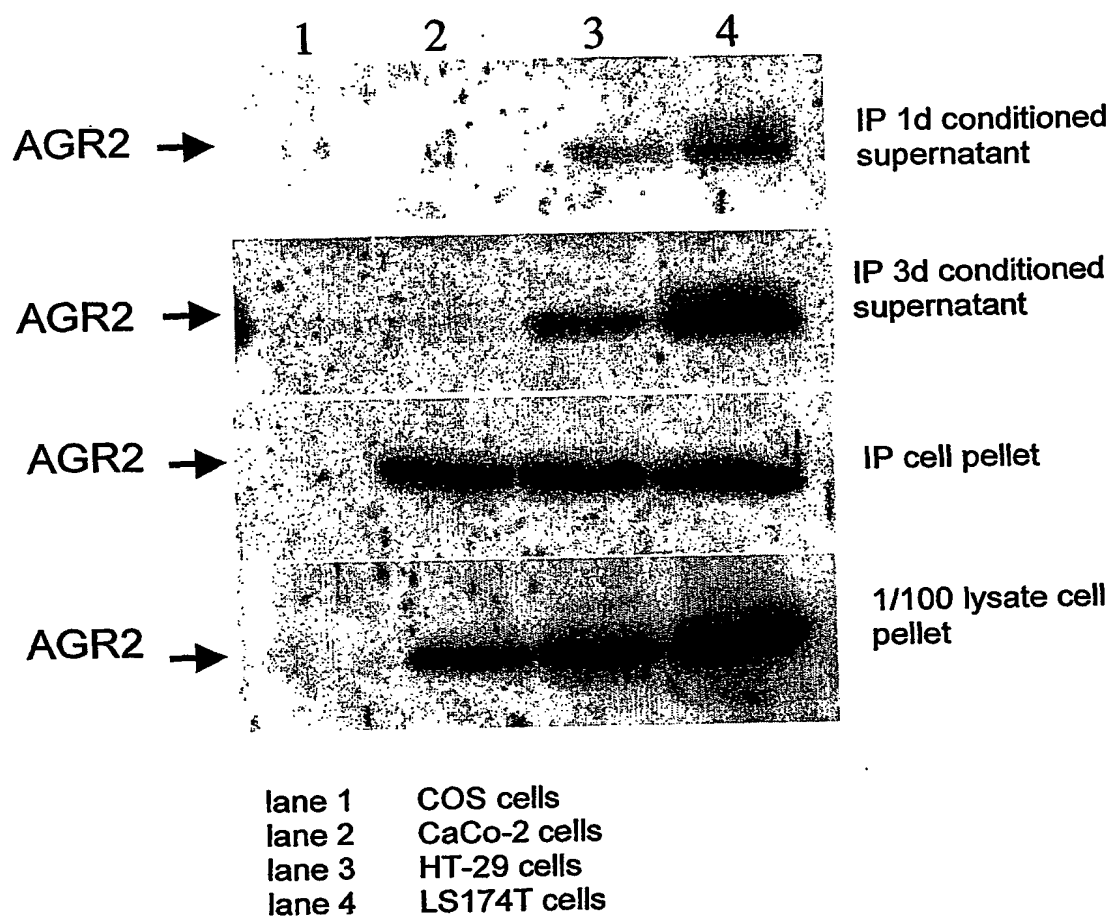 1 2 3 4
AGR2
IP 1d conditioned
supernatant
AGR2
IP 3d conditioned
supernatant
AGR2
IP cell pellet
AGR2
1/100 lysate cell
pellet
lane 1 COS cells
lane 2 CaCo-2 cells
lane 3 HT-29 cells
lane 4 LS174T cells